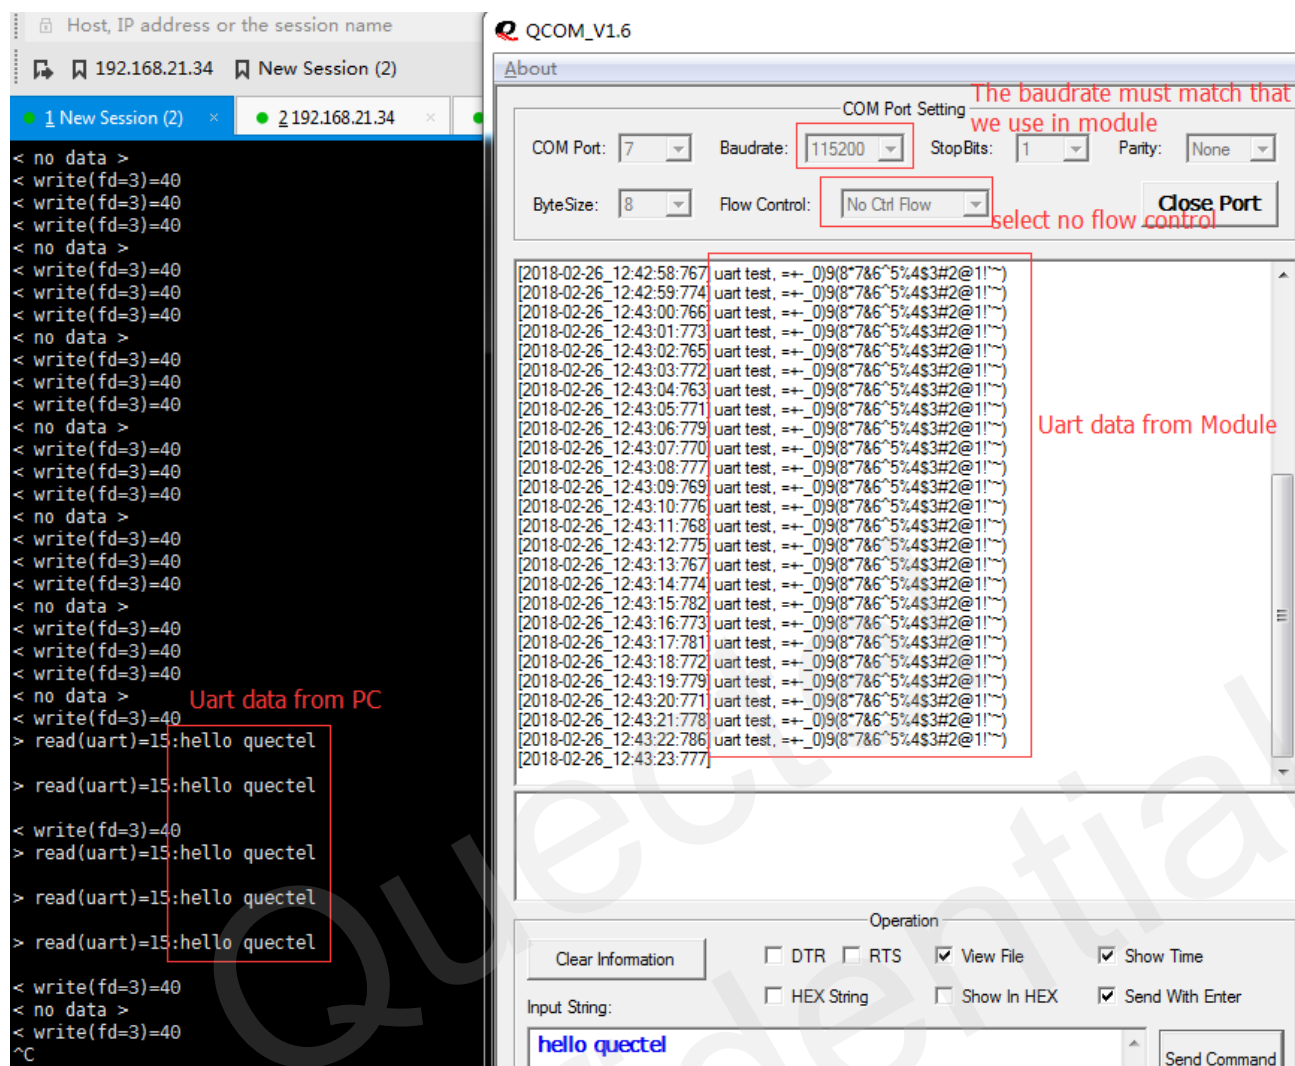 Host, IP address or the session name
192.168.21.34 New Session (2)
1 New Session (2) × 2 192.168.21.34 ×
< no data >
< write(fd=3)=40
< write(fd=3)=40
< write(fd=3)=40
< no data >
< write(fd=3)=40
< write(fd=3)=40
< write(fd=3)=40
< no data >
< write(fd=3)=40
< write(fd=3)=40
< write(fd=3)=40
< no data >
< write(fd=3)=40
< write(fd=3)=40
< write(fd=3)=40
< no data >
< write(fd=3)=40
< write(fd=3)=40
< write(fd=3)=40
< no data >
< write(fd=3)=40
< write(fd=3)=40
< write(fd=3)=40
< no data >
Uart data from PC
< write(fd=3)=40
> read(uart)=15:hello quectel
> read(uart)=15:hello quectel
< write(fd=3)=40
> read(uart)=15:hello quectel
> read(uart)=15:hello quectel
> read(uart)=15:hello quectel
< write(fd=3)=40
< no data >
< write(fd=3)=40
^C
QCOM_V1.6
About
COM Port Setting
The baudrate must match that
we use in module
COM Port: 7 Baudrate: 115200 StopBits: 1 Parity: None
ByteSize: 8 Flow Control: No Ctrl Flow Close Port
select no flow control
[2018-02-26_12:42:58:767] uart test, =+-_0)9(8*7&6^5%4$3#2@1!`~)
[2018-02-26_12:42:59:774] uart test, =+-_0)9(8*7&6^5%4$3#2@1!`~)
[2018-02-26_12:43:00:766] uart test, =+-_0)9(8*7&6^5%4$3#2@1!`~)
[2018-02-26_12:43:01:773] uart test, =+-_0)9(8*7&6^5%4$3#2@1!`~)
[2018-02-26_12:43:02:765] uart test, =+-_0)9(8*7&6^5%4$3#2@1!`~)
[2018-02-26_12:43:03:772] uart test, =+-_0)9(8*7&6^5%4$3#2@1!`~)
[2018-02-26_12:43:04:763] uart test, =+-_0)9(8*7&6^5%4$3#2@1!`~)
[2018-02-26_12:43:05:771] uart test, =+-_0)9(8*7&6^5%4$3#2@1!`~)
[2018-02-26_12:43:06:779] uart test, =+-_0)9(8*7&6^5%4$3#2@1!`~)
[2018-02-26_12:43:07:770] uart test, =+-_0)9(8*7&6^5%4$3#2@1!`~)
[2018-02-26_12:43:08:777] uart test, =+-_0)9(8*7&6^5%4$3#2@1!`~)
[2018-02-26_12:43:09:769] uart test, =+-_0)9(8*7&6^5%4$3#2@1!`~)
[2018-02-26_12:43:10:776] uart test, =+-_0)9(8*7&6^5%4$3#2@1!`~)
[2018-02-26_12:43:11:768] uart test, =+-_0)9(8*7&6^5%4$3#2@1!`~)
[2018-02-26_12:43:12:775] uart test, =+-_0)9(8*7&6^5%4$3#2@1!`~)
[2018-02-26_12:43:13:767] uart test, =+-_0)9(8*7&6^5%4$3#2@1!`~)
[2018-02-26_12:43:14:774] uart test, =+-_0)9(8*7&6^5%4$3#2@1!`~)
[2018-02-26_12:43:15:782] uart test, =+-_0)9(8*7&6^5%4$3#2@1!`~)
[2018-02-26_12:43:16:773] uart test, =+-_0)9(8*7&6^5%4$3#2@1!`~)
[2018-02-26_12:43:17:781] uart test, =+-_0)9(8*7&6^5%4$3#2@1!`~)
[2018-02-26_12:43:18:772] uart test, =+-_0)9(8*7&6^5%4$3#2@1!`~)
[2018-02-26_12:43:19:779] uart test, =+-_0)9(8*7&6^5%4$3#2@1!`~)
[2018-02-26_12:43:20:771] uart test, =+-_0)9(8*7&6^5%4$3#2@1!`~)
[2018-02-26_12:43:21:778] uart test, =+-_0)9(8*7&6^5%4$3#2@1!`~)
[2018-02-26_12:43:22:786] uart test, =+-_0)9(8*7&6^5%4$3#2@1!`~)
[2018-02-26_12:43:23:777]
Uart data from Module
Operation
Clear Information DTR RTS View File Show Time
HEX String Show In HEX Send With Enter
Input String:
hello quectel
Send Command